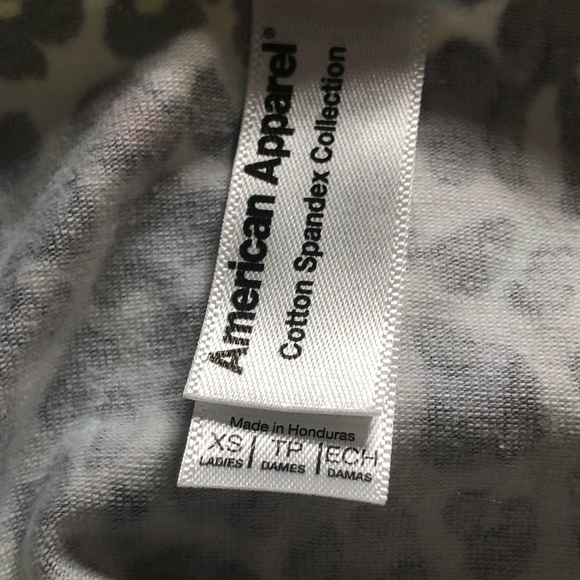 American Apparel®
Cotton Spandex Collection
Made in Honduras
XS | TP | ECH
LADIES DAMES DAMAS